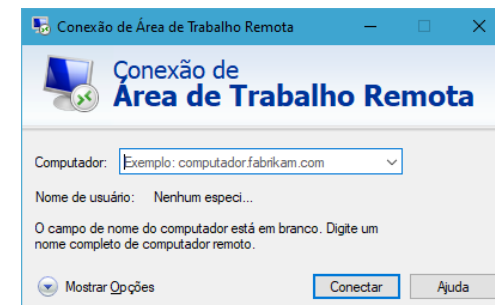 Conexão de Área de Trabalho Remota
Conexão de
Área de Trabalho Remota
Computador: Exemplo: computador.fabrikam.com
Nome de usuário: Nenhum especi...
O campo de nome do computador está em branco. Digite um
nome completo de computador remoto.
Mostrar Opções Conectar Ajuda